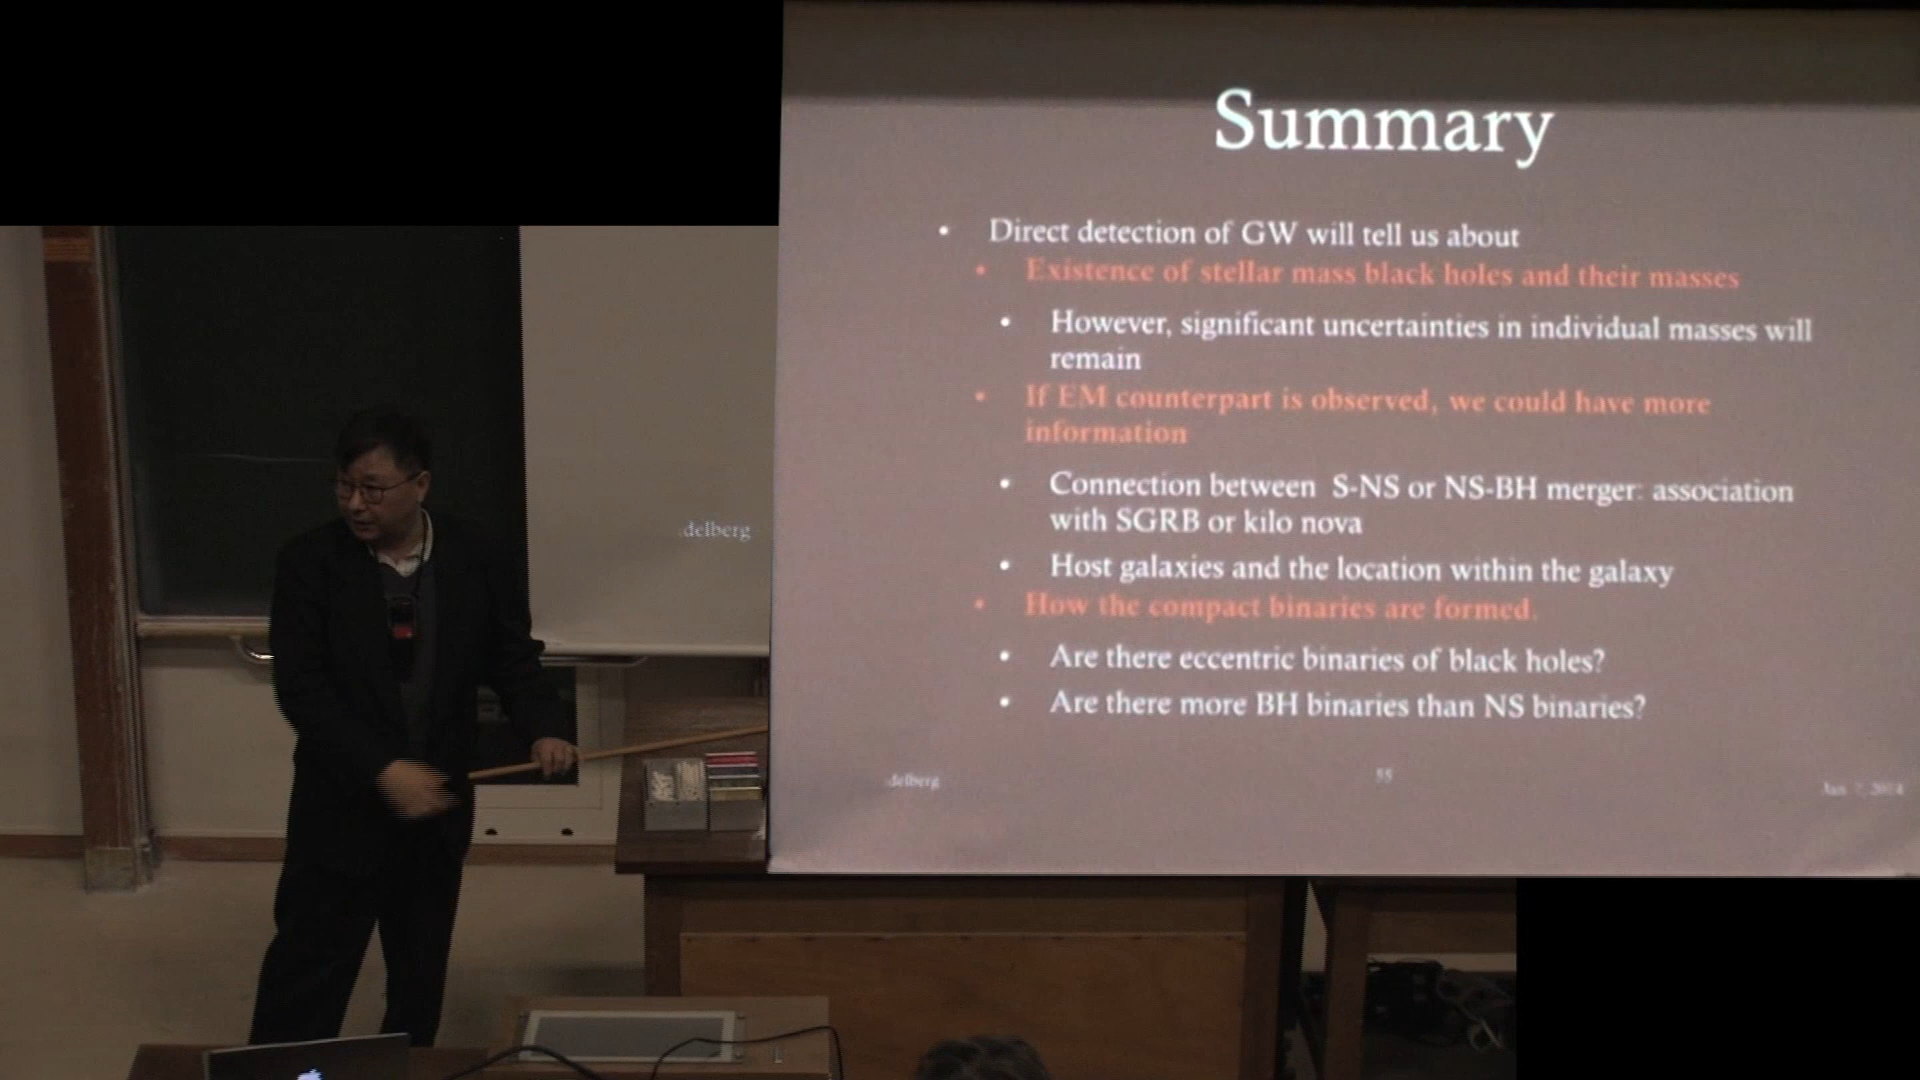 Summary
• Direct detection of GW will tell us about
• Existence of stellar mass black holes and their masses
• However, significant uncertainties in individual masses will
remain
• If EM counterpart is observed, we could have more
information
• Connection between S-NS or NS-BH merger: association
with SGRB or kilo nova
• Host galaxies and the location within the galaxy
• How the compact binaries are formed.
• Are there eccentric binaries of black holes?
• Are there more BH binaries than NS binaries?
delberg
delberg
55
Jan